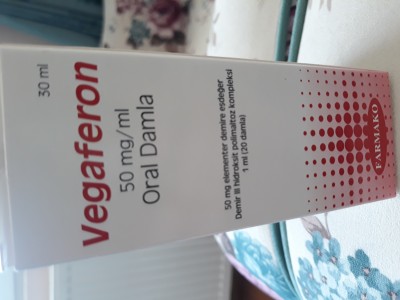 30 ml
Vegaferon
50 mg/ml
Oral Damla
50 mg elementer demire eşdeğer
Demir III hidroksit polimaltoz kompleksi
1 ml (20 damla)
FARMAKO